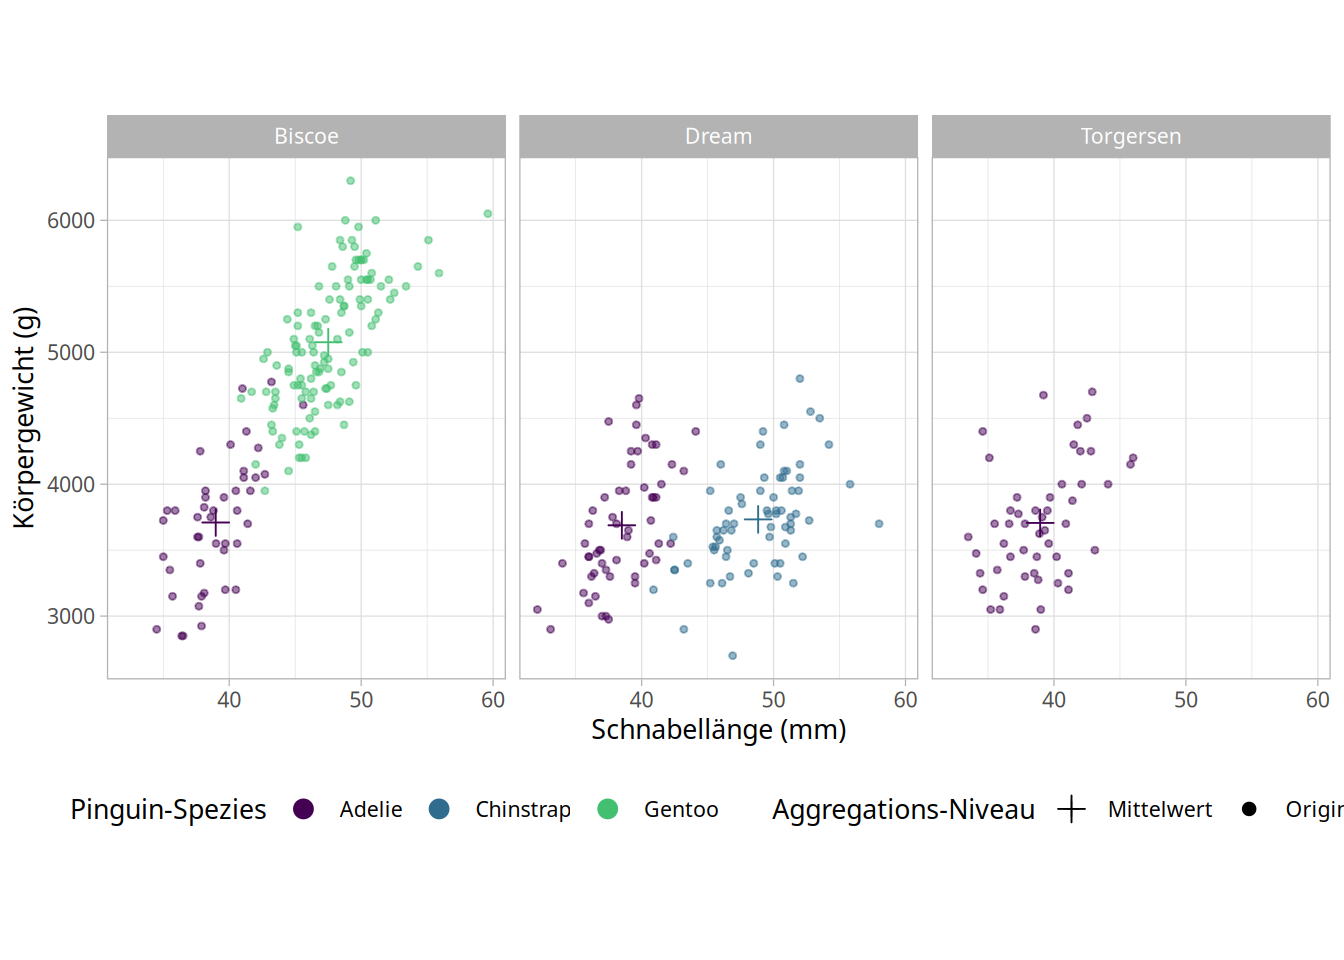 Biscoe Dream Torgersen
6000
5000
4000
3000
Körpergewicht (g)
40 50 60 40 50 60 40 50 60
Schnabellänge (mm)
Pinguin-Spezies Adelie Chinstrap Gentoo Aggregations-Niveau Mittelwert Origin